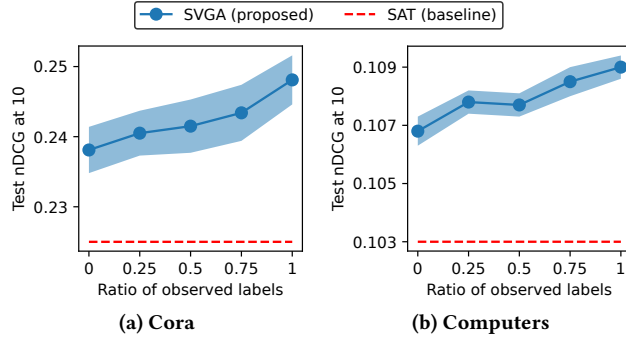 SVGA (proposed) SAT (baseline)
Test nDCG at 10
0.25
0.24
0.23
0 0.25 0.5 0.75 1
Ratio of observed labels
(a) Cora
Test nDCG at 10
0.109
0.107
0.105
0.103
0 0.25 0.5 0.75 1
Ratio of observed labels
(b) Computers